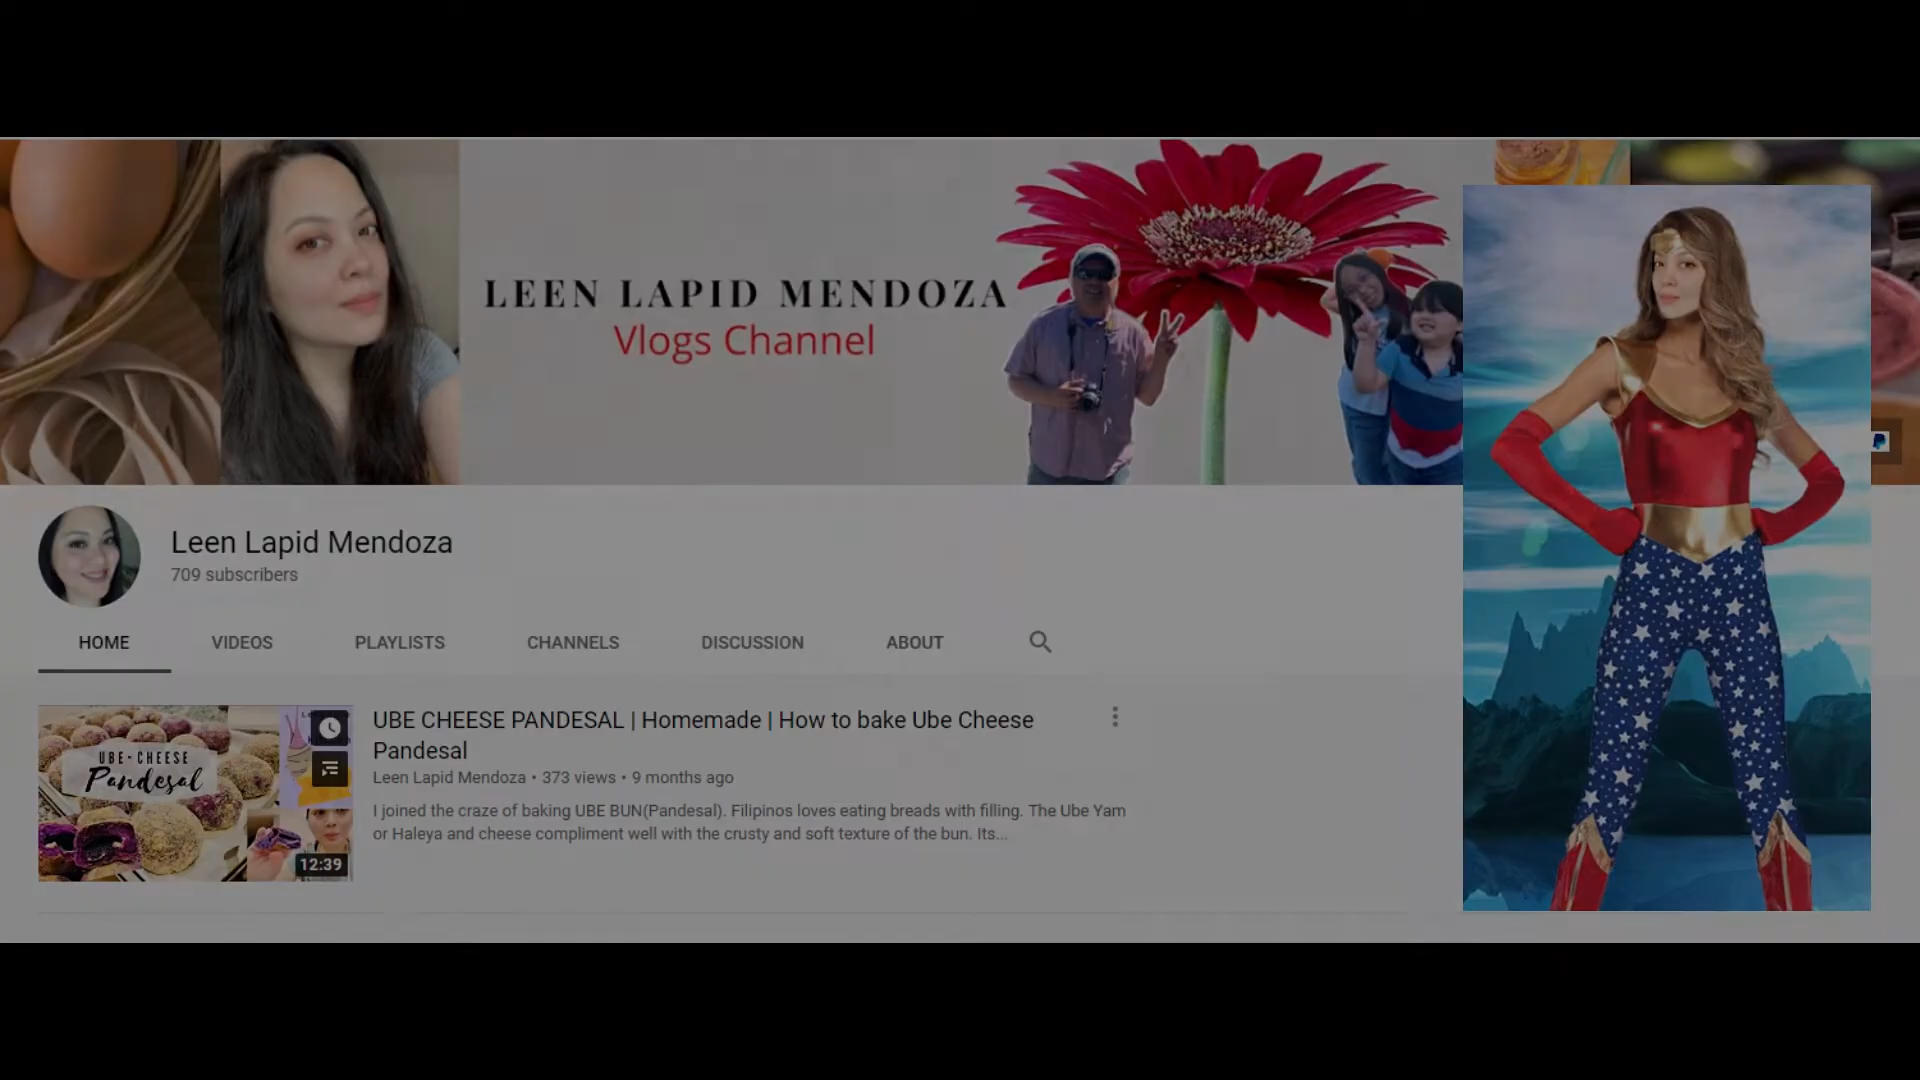 LEEN LAPID MENDOZA
Vlogs Channel
Leen Lapid Mendoza
709 subscribers
HOME VIDEOS PLAYLISTS CHANNELS DISCUSSION ABOUT
UBE-CHEESE
Pandesal
12:39
UBE CHEESE PANDESAL | Homemade | How to bake Ube Cheese
Pandesal
Leen Lapid Mendoza • 373 views • 9 months ago
I joined the craze of baking UBE BUN(Pandesal). Filipinos loves eating breads with filling. The Ube Yam
or Haleya and cheese compliment well with the crusty and soft texture of the bun. Its...